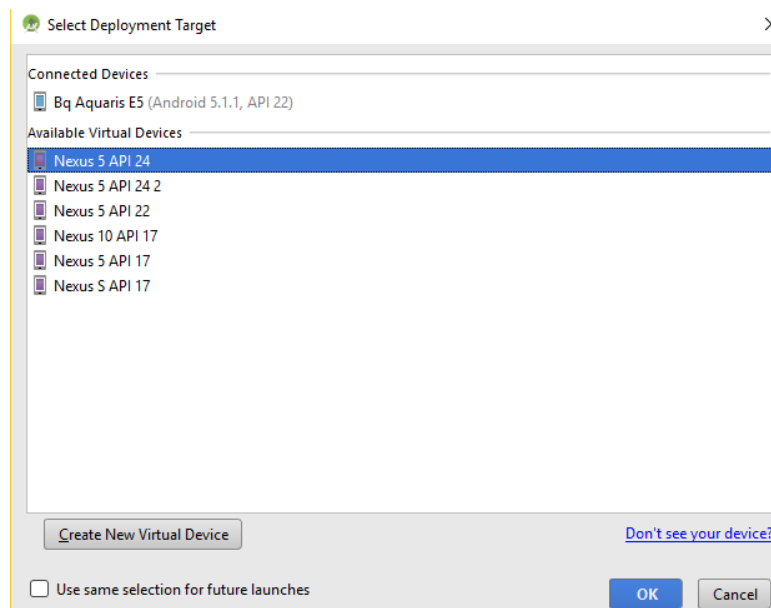 Select Deployment Target
Connected Devices
Bq Aquaris E5 (Android 5.1.1, API 22)
Available Virtual Devices
Nexus 5 API 24
Nexus 5 API 24 2
Nexus 5 API 22
Nexus 10 API 17
Nexus 5 API 17
Nexus S API 17
Create New Virtual Device Don't see your device?
Use same selection for future launches OK Cancel